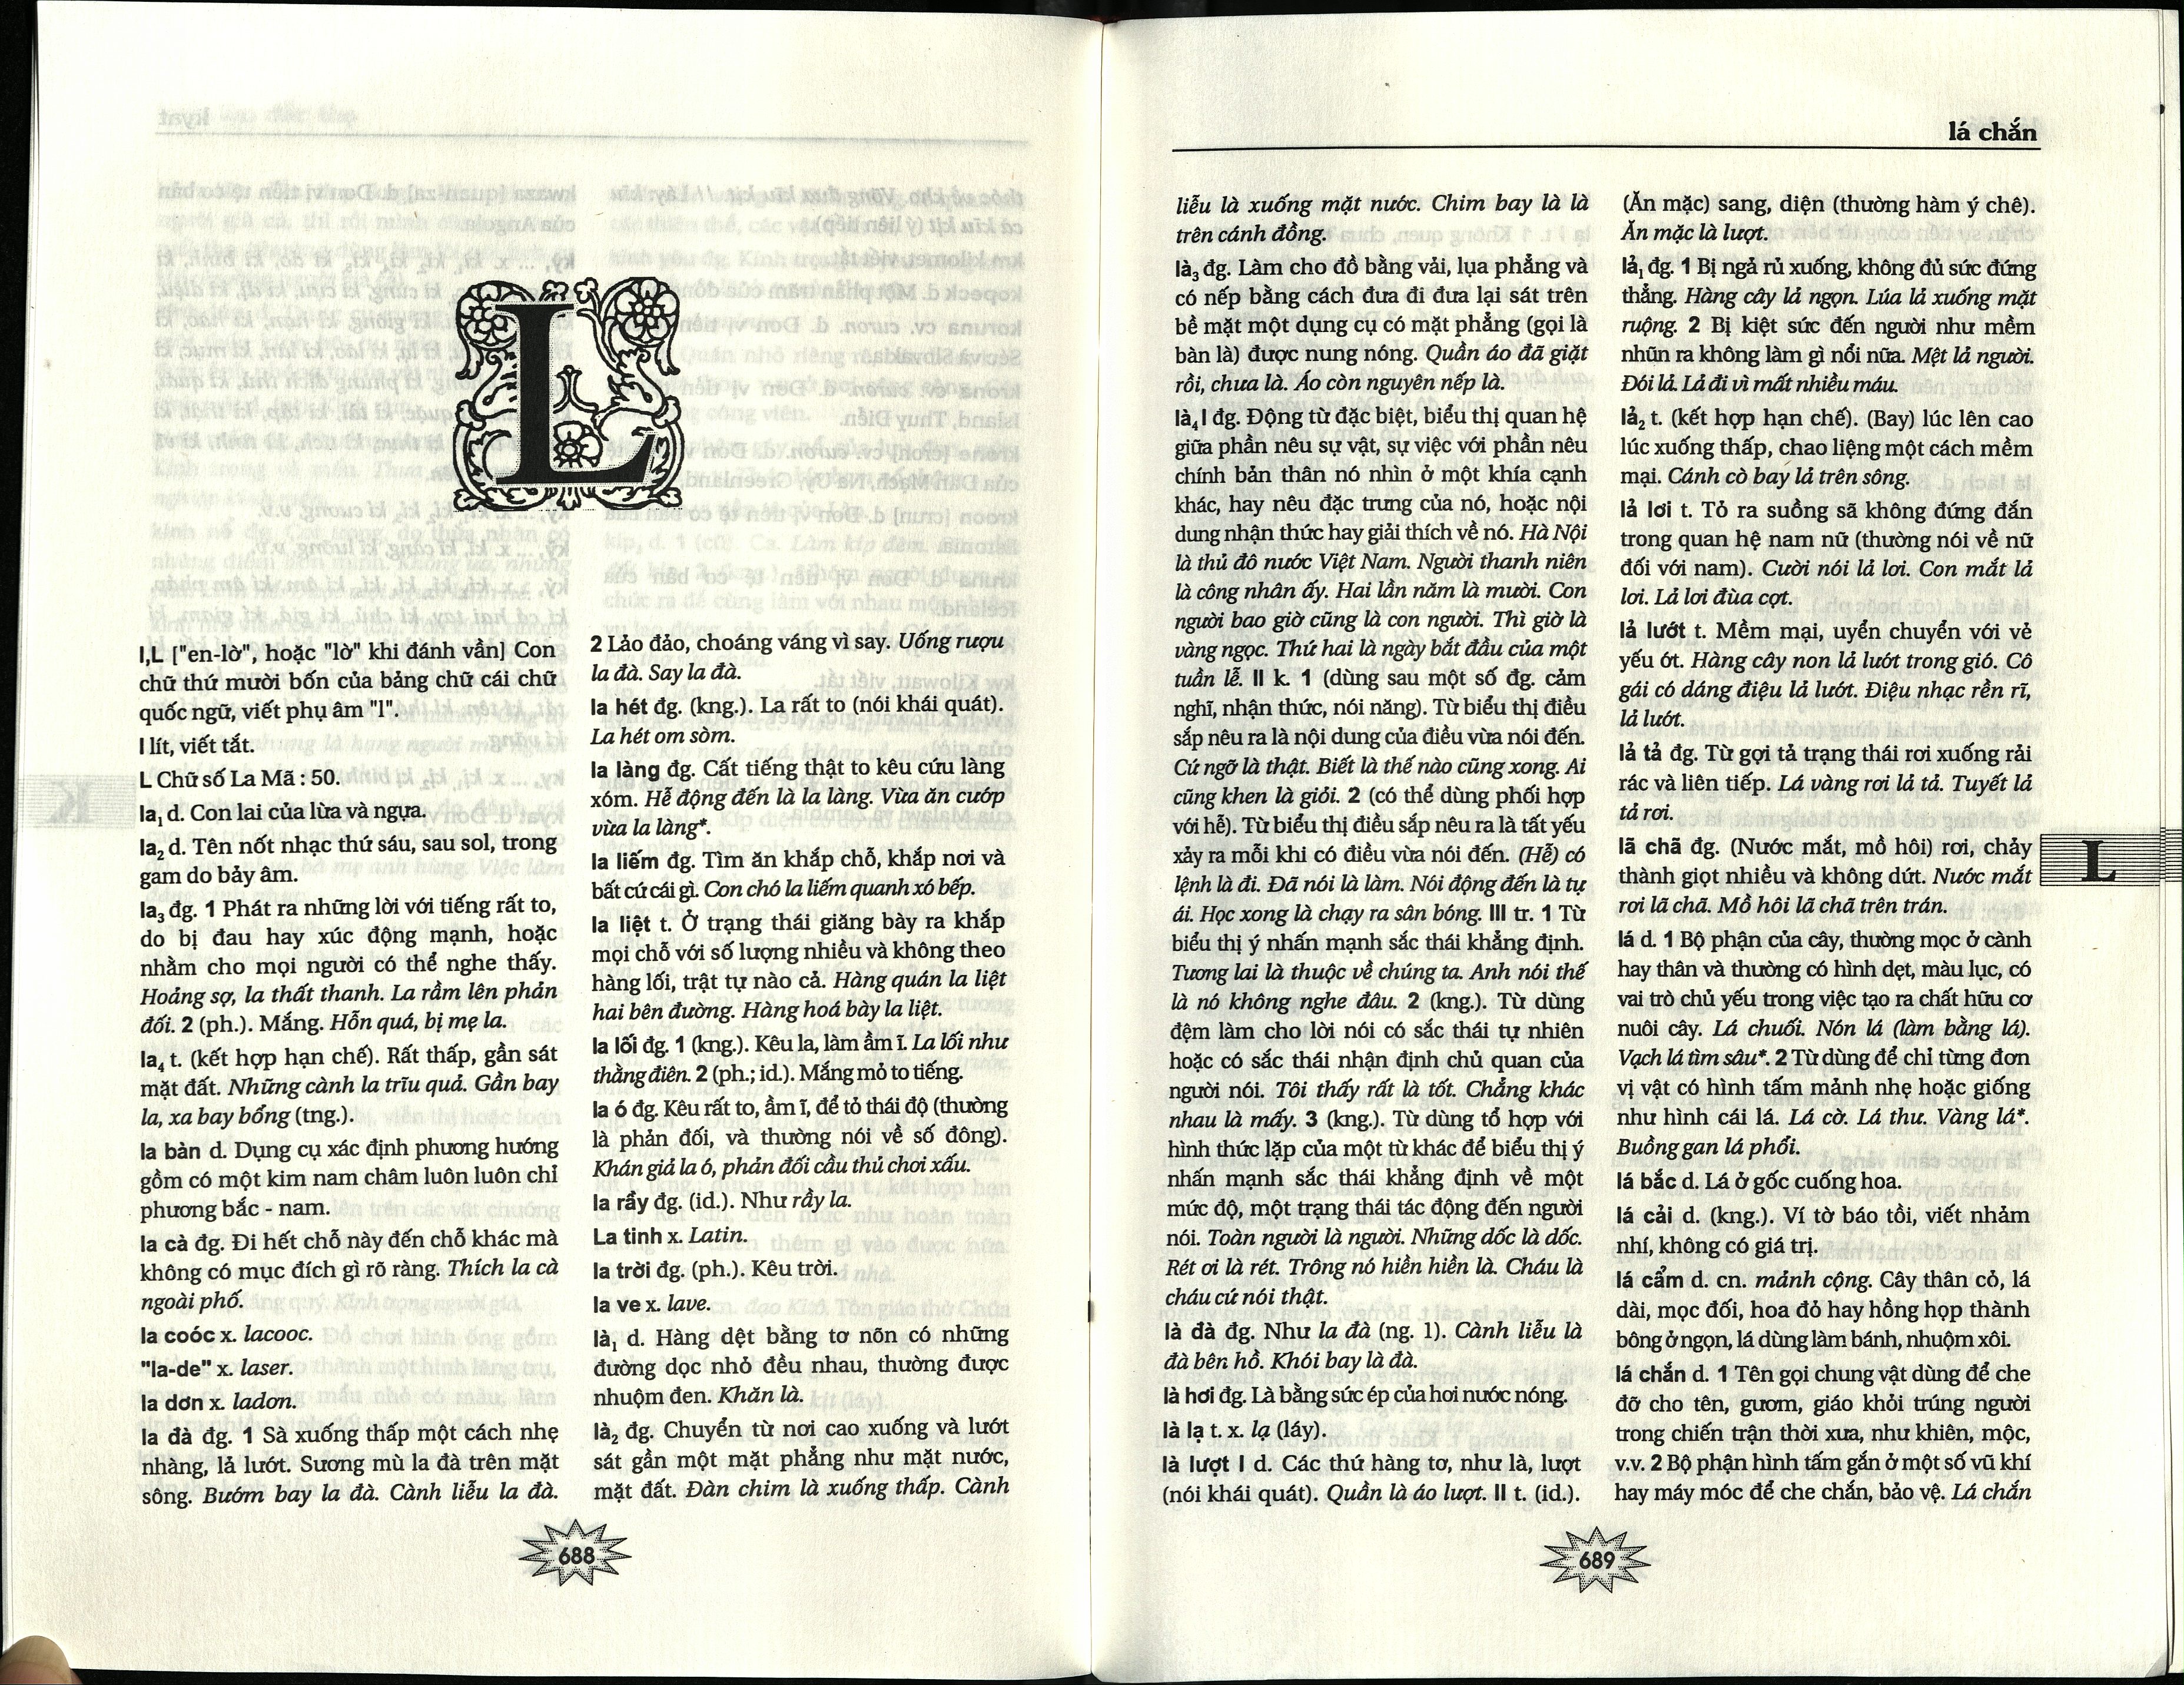 L
l,L ["en-lờ", hoặc "lờ" khi đánh vần] Con
chữ thứ mười bốn của bảng chữ cái chữ
quốc ngữ, viết phụ âm "l".
l lít, viết tắt.
L Chữ số La Mã : 50.
la₁ d. Con lai của lừa và ngựa.
la₂ d. Tên nốt nhạc thứ sáu, sau sol, trong
gam do bảy âm.
la₃ đg. 1 Phát ra những lời với tiếng rất to,
do bị đau hay xúc động mạnh, hoặc
nhằm cho mọi người có thể nghe thấy.
Hoảng sợ, la thất thanh. La rầm lên phản
đối. 2 (ph.). Mắng. Hỗn quá, bị mẹ la.
la₄ t. (kết hợp hạn chế). Rất thấp, gần sát
mặt đất. Những cành la trĩu quả. Gần bay
la, xa bay bổng (tng.).
la bàn d. Dụng cụ xác định phương hướng
gồm có một kim nam châm luôn luôn chỉ
phương bắc - nam.
la cà đg. Đi hết chỗ này đến chỗ khác mà
không có mục đích gì rõ ràng. Thích la cà
ngoài phố.
la coóc x. lacooc.
"la-de" x. laser.
la dơn x. ladơn.
la đà đg. 1 Sà xuống thấp một cách nhẹ
nhàng, lả lướt. Sương mù la đà trên mặt
sông. Bướm bay la đà. Cành liễu la đà.
2 Lảo đảo, choáng váng vì say. Uống rượu
la đà. Say la đà.
la hét đg. (kng.). La rất to (nói khái quát).
La hét om sòm.
la làng đg. Cất tiếng thật to kêu cứu làng
xóm. Hễ động đến là la làng. Vừa ăn cướp
vừa la làng*.
la liếm đg. Tìm ăn khắp chỗ, khắp nơi và
bất cứ cái gì. Con chó la liếm quanh xó bếp.
la liệt t. Ở trạng thái giăng bày ra khắp
mọi chỗ với số lượng nhiều và không theo
hàng lối, trật tự nào cả. Hàng quán la liệt
hai bên đường. Hàng hoá bày la liệt.
la lối đg. 1 (kng.). Kêu la, làm ầm ĩ. La lối như
thằng điên. 2 (ph.; id.). Mắng mỏ to tiếng.
la ó đg. Kêu rất to, ầm ĩ, để tỏ thái độ (thường
là phản đối, và thường nói về số đông).
Khán giả la ó, phản đối cầu thủ chơi xấu.
la rầy đg. (id.). Như rầy la.
La tinh x. Latin.
la trời đg. (ph.). Kêu trời.
la ve x. lave.
là₁ d. Hàng dệt bằng tơ nõn có những
đường dọc nhỏ đều nhau, thường được
nhuộm đen. Khăn là.
là₂ đg. Chuyển từ nơi cao xuống và lướt
sát gần một mặt phẳng như mặt nước,
mặt đất. Đàn chim là xuống thấp. Cành
688
lá chắn
liễu là xuống mặt nước. Chim bay là là
trên cánh đồng.
là₃ đg. Làm cho đồ bằng vải, lụa phẳng và
có nếp bằng cách đưa đi đưa lại sát trên
bề mặt một dụng cụ có mặt phẳng (gọi là
bàn là) được nung nóng. Quần áo đã giặt
rồi, chưa là. Áo còn nguyên nếp là.
là₄ I đg. Động từ đặc biệt, biểu thị quan hệ
giữa phần nêu sự vật, sự việc với phần nêu
chính bản thân nó nhìn ở một khía cạnh
khác, hay nêu đặc trưng của nó, hoặc nội
dung nhận thức hay giải thích về nó. Hà Nội
là thủ đô nước Việt Nam. Người thanh niên
là công nhân ấy. Hai lần năm là mười. Con
người bao giờ cũng là con người. Thì giờ là
vàng ngọc. Thứ hai là ngày bắt đầu của một
tuần lễ. II k. 1 (dùng sau một số đg. cảm
nghĩ, nhận thức, nói năng). Từ biểu thị điều
sắp nêu ra là nội dung của điều vừa nói đến.
Cứ ngỡ là thật. Biết là thế nào cũng xong. Ai
cũng khen là giỏi. 2 (có thể dùng phối hợp
với hễ). Từ biểu thị điều sắp nêu ra là tất yếu
xảy ra mỗi khi có điều vừa nói đến. (Hễ) có
lệnh là đi. Đã nói là làm. Nói động đến là tự
ái. Học xong là chạy ra sân bóng. III tr. 1 Từ
biểu thị ý nhấn mạnh sắc thái khẳng định.
Tương lai là thuộc về chúng ta. Anh nói thế
là nó không nghe đâu. 2 (kng.). Từ dùng
đệm làm cho lời nói có sắc thái tự nhiên
hoặc có sắc thái nhận định chủ quan của
người nói. Tôi thấy rất là tốt. Chẳng khác
nhau là mấy. 3 (kng.). Từ dùng tổ hợp với
hình thức lặp của một từ khác để biểu thị ý
nhấn mạnh sắc thái khẳng định về một
mức độ, một trạng thái tác động đến người
nói. Toàn người là người. Những dốc là dốc.
Rét ơi là rét. Trông nó hiền hiền là. Cháu là
cháu cứ nói thật.
là đà đg. Như la đà (ng. 1). Cành liễu là
đà bên hồ. Khói bay là đà.
là hơi đg. Là bằng sức ép của hơi nước nóng.
là lạ t. x. lạ (láy).
là lượt I d. Các thứ hàng tơ, như là, lượt
(nói khái quát). Quần là áo lượt. II t. (id.).
(Ăn mặc) sang, diện (thường hàm ý chê).
Ăn mặc là lượt.
lả₁ đg. 1 Bị ngả rủ xuống, không đủ sức đứng
thẳng. Hàng cây lả ngọn. Lúa lả xuống mặt
ruộng. 2 Bị kiệt sức đến người như mềm
nhũn ra không làm gì nổi nữa. Mệt lả người.
Đói lả. Lả đi vì mất nhiều máu.
lả₂ t. (kết hợp hạn chế). (Bay) lúc lên cao
lúc xuống thấp, chao liệng một cách mềm
mại. Cánh cò bay lả trên sông.
lả lơi t. Tỏ ra suồng sã không đứng đắn
trong quan hệ nam nữ (thường nói về nữ
đối với nam). Cười nói lả lơi. Con mắt lả
lơi. Lả lơi đùa cợt.
lả lướt t. Mềm mại, uyển chuyển với vẻ
yếu ớt. Hàng cây non lả lướt trong gió. Cô
gái có dáng điệu lả lướt. Điệu nhạc rền rĩ,
lả lướt.
lả tả đg. Từ gợi tả trạng thái rơi xuống rải
rác và liên tiếp. Lá vàng rơi lả tả. Tuyết lả
tả rơi.
lã chã đg. (Nước mắt, mồ hôi) rơi, chảy
thành giọt nhiều và không dứt. Nước mắt
rơi lã chã. Mồ hôi lã chã trên trán.
lá d. 1 Bộ phận của cây, thường mọc ở cành
hay thân và thường có hình dẹt, màu lục, có
vai trò chủ yếu trong việc tạo ra chất hữu cơ
nuôi cây. Lá chuối. Nón lá (làm bằng lá).
Vạch lá tìm sâu*. 2 Từ dùng để chỉ từng đơn
vị vật có hình tấm mảnh nhẹ hoặc giống
như hình cái lá. Lá cờ. Lá thư. Vàng lá*.
Buồng gan lá phổi.
lá bắc d. Lá ở gốc cuống hoa.
lá cải d. (kng.). Ví tờ báo tồi, viết nhảm
nhí, không có giá trị.
lá cẩm d. cn. mảnh cộng. Cây thân cỏ, lá
dài, mọc đối, hoa đỏ hay hồng họp thành
bông ở ngọn, lá dùng làm bánh, nhuộm xôi.
lá chắn d. 1 Tên gọi chung vật dùng để che
đỡ cho tên, gươm, giáo khỏi trúng người
trong chiến trận thời xưa, như khiên, mộc,
v.v. 2 Bộ phận hình tấm gắn ở một số vũ khí
hay máy móc để che chắn, bảo vệ. Lá chắn
L
689